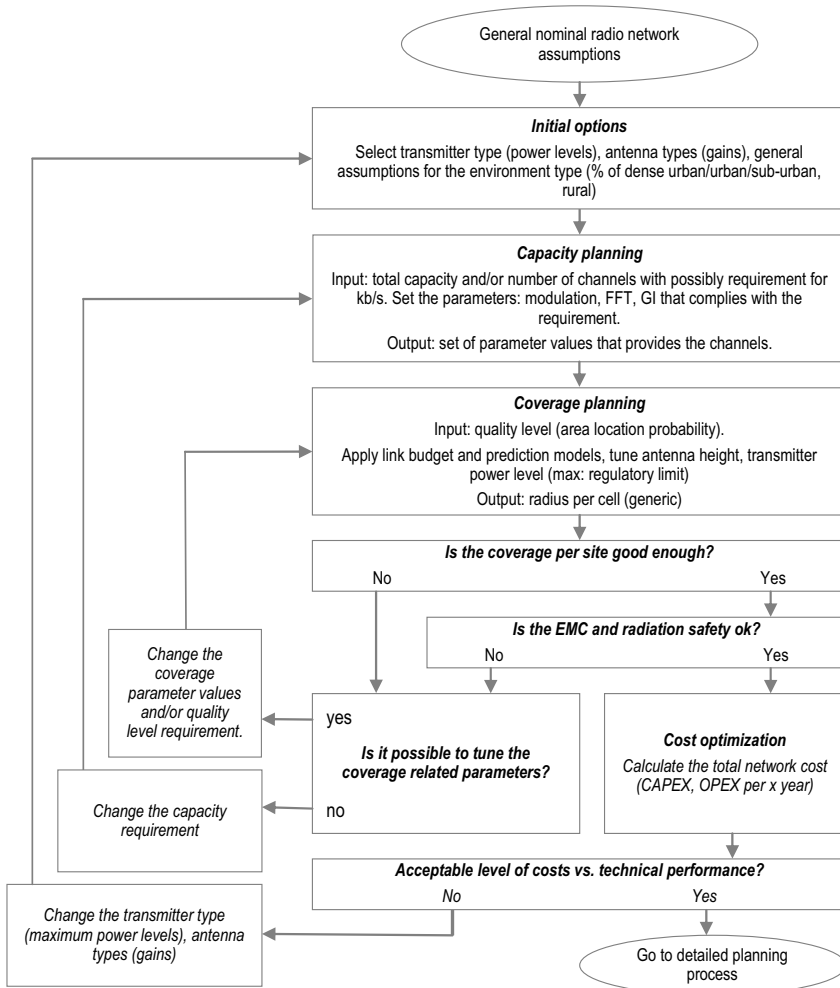 General nominal radio network
assumptions
Initial options
Select transmitter type (power levels), antenna types (gains), general
assumptions for the environment type (% of dense urban/urban/sub-urban,
rural)
Capacity planning
Input: total capacity and/or number of channels with possibly requirement for
kb/s. Set the parameters: modulation, FFT, GI that complies with the
requirement.
Output: set of parameter values that provides the channels.
Coverage planning
Input: quality level (area location probability).
Apply link budget and prediction models, tune antenna height, transmitter
power level (max: regulatory limit)
Output: radius per cell (generic)
Is the coverage per site good enough?
No Yes
Is the EMC and radiation safety ok?
No Yes
Change the
coverage
parameter values
and/or quality
level requirement.
yes
Is it possible to tune the
coverage related parameters?
no
Cost optimization
Calculate the total network cost
(CAPEX, OPEX per x year)
Change the capacity
requirement
Acceptable level of costs vs. technical performance?
No Yes
Change the transmitter type
(maximum power levels), antenna
types (gains)
Go to detailed planning
process